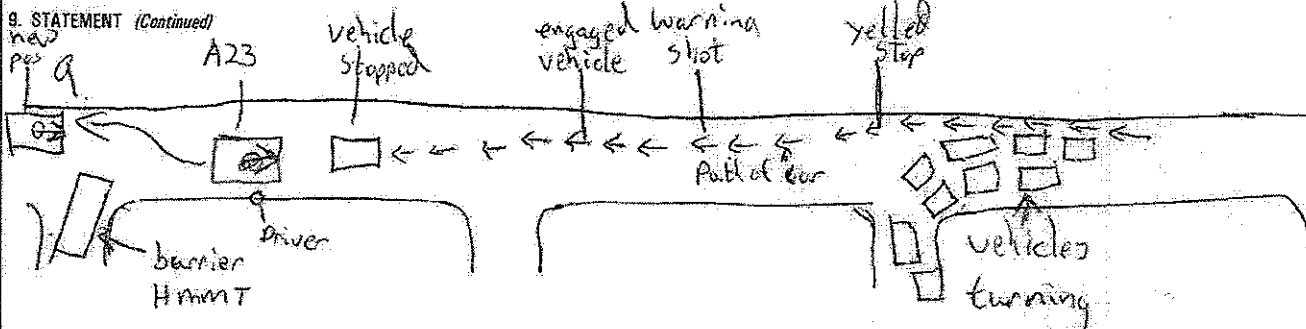 9. STATEMENT (Continued)
new
pos
A23
vehicle
stopped
engaged
vehicle
warning
shot
yelled
stop
Path of car
Driver
barrier
HmmT
vehicles
turning